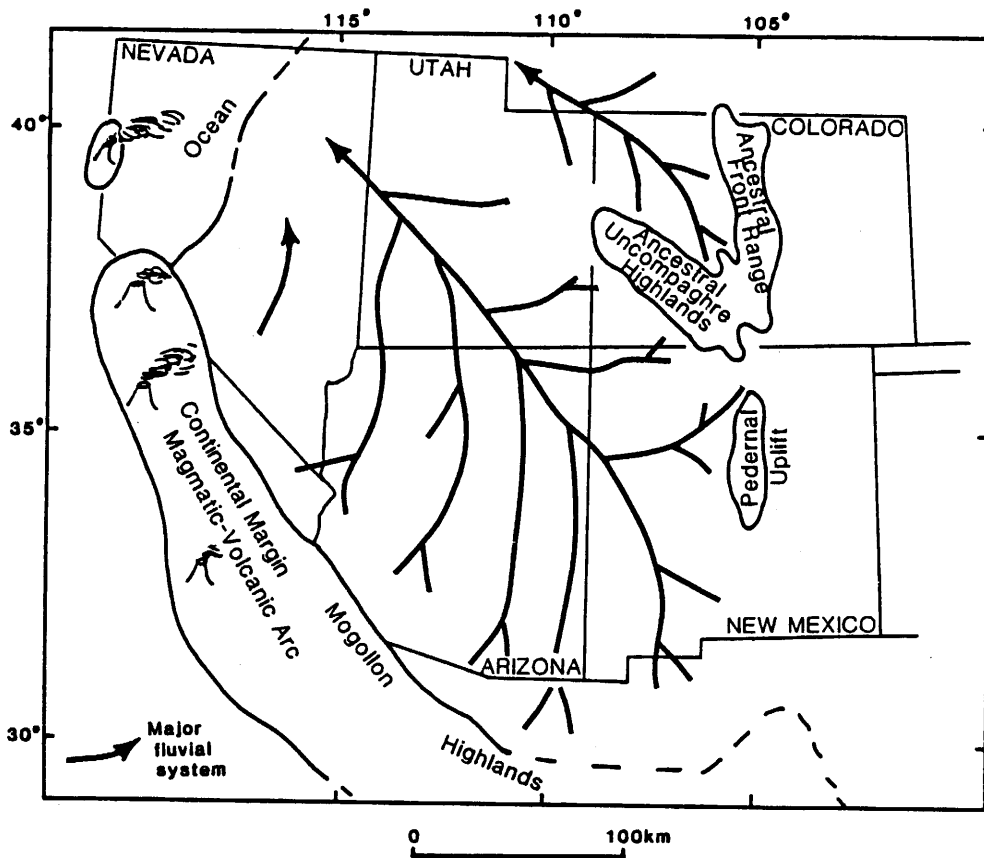 115°
110°
105°
NEVADA
UTAH
COLORADO
40°
Ocean
Ancestral
Front Range
Ancestral
Uncompaghre
Highlands
35°
Continental Margin
Magmatic-Volcanic Arc
Pedernal
Uplift
Mogollon
Highlands
NEW MEXICO
ARIZONA
30°
Major
fluvial
system
0
100km